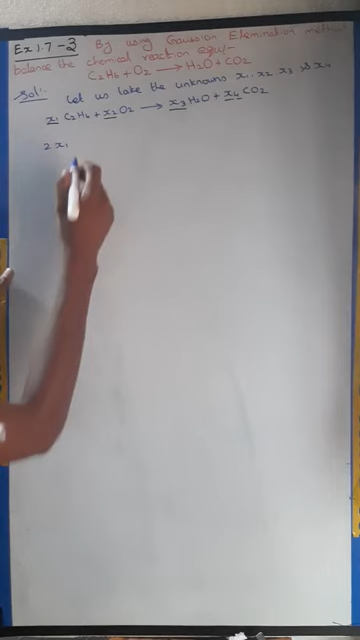 Ex 1.7 - 3 By using Gaussian Elemination method
balance the chemical reaction equ/-
C2H6 + O2 → H2O + CO2
Sol: Let us take the unknowns x1, x2, x3, & x4
x1 C2H6 + x2 O2 → x3 H2O + x4 CO2
2x1